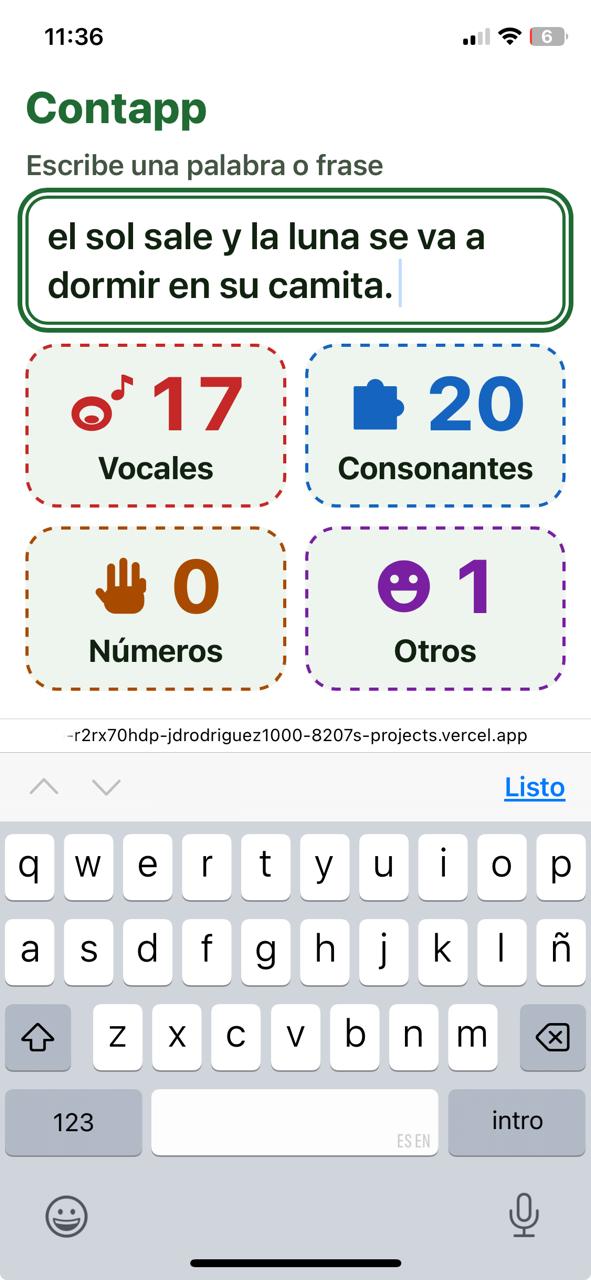 11:36
6
Contapp
Escribe una palabra o frase
el sol sale y la luna se va a
dormir en su camita.
17
Vocales
20
Consonantes
0
Números
1
Otros
-r2rx70hdp-jdrodriguez1000-8207s-projects.vercel.app
Listo
q w e r t y u i o p
a s d f g h j k l ñ
z x c v b n m
123
ES EN
intro